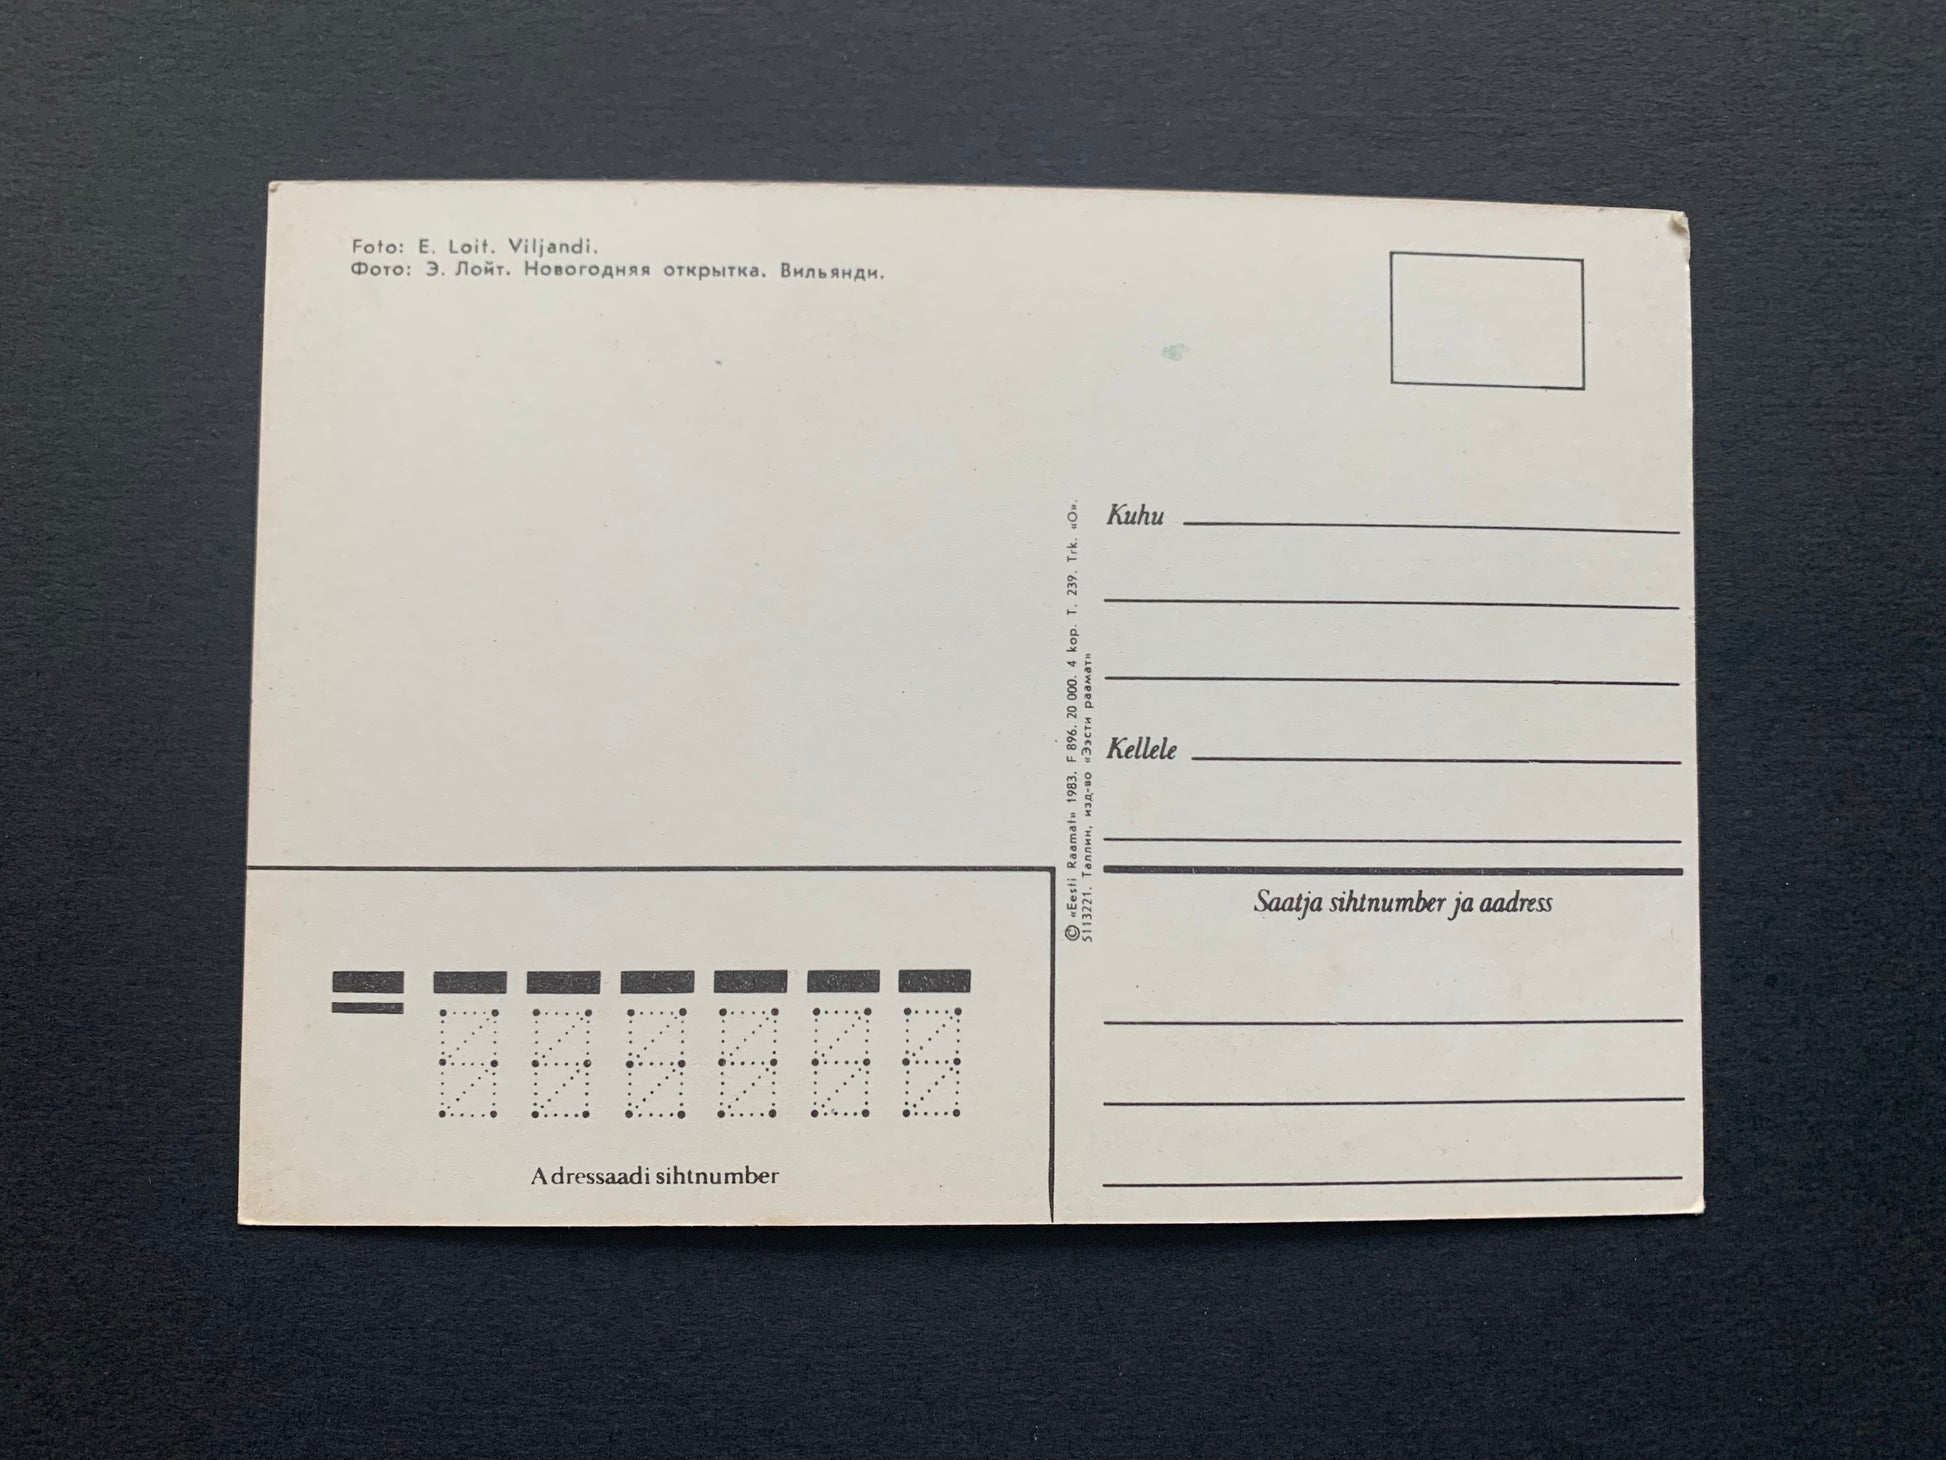 Foto: E. Loit. Viljandi.
Фото: Э. Лойт. Новогодняя открытка. Вильянди.
© «Eesti Raamat» 1983. F 896. 20 000. 4 kop. T. 239. Trk. «O».
5113221. Таллин, изд-во «Ээсти раамат»
Kuhu
Kellele
Saatja sihtnumber ja aadress
Adressaadi sihtnumber